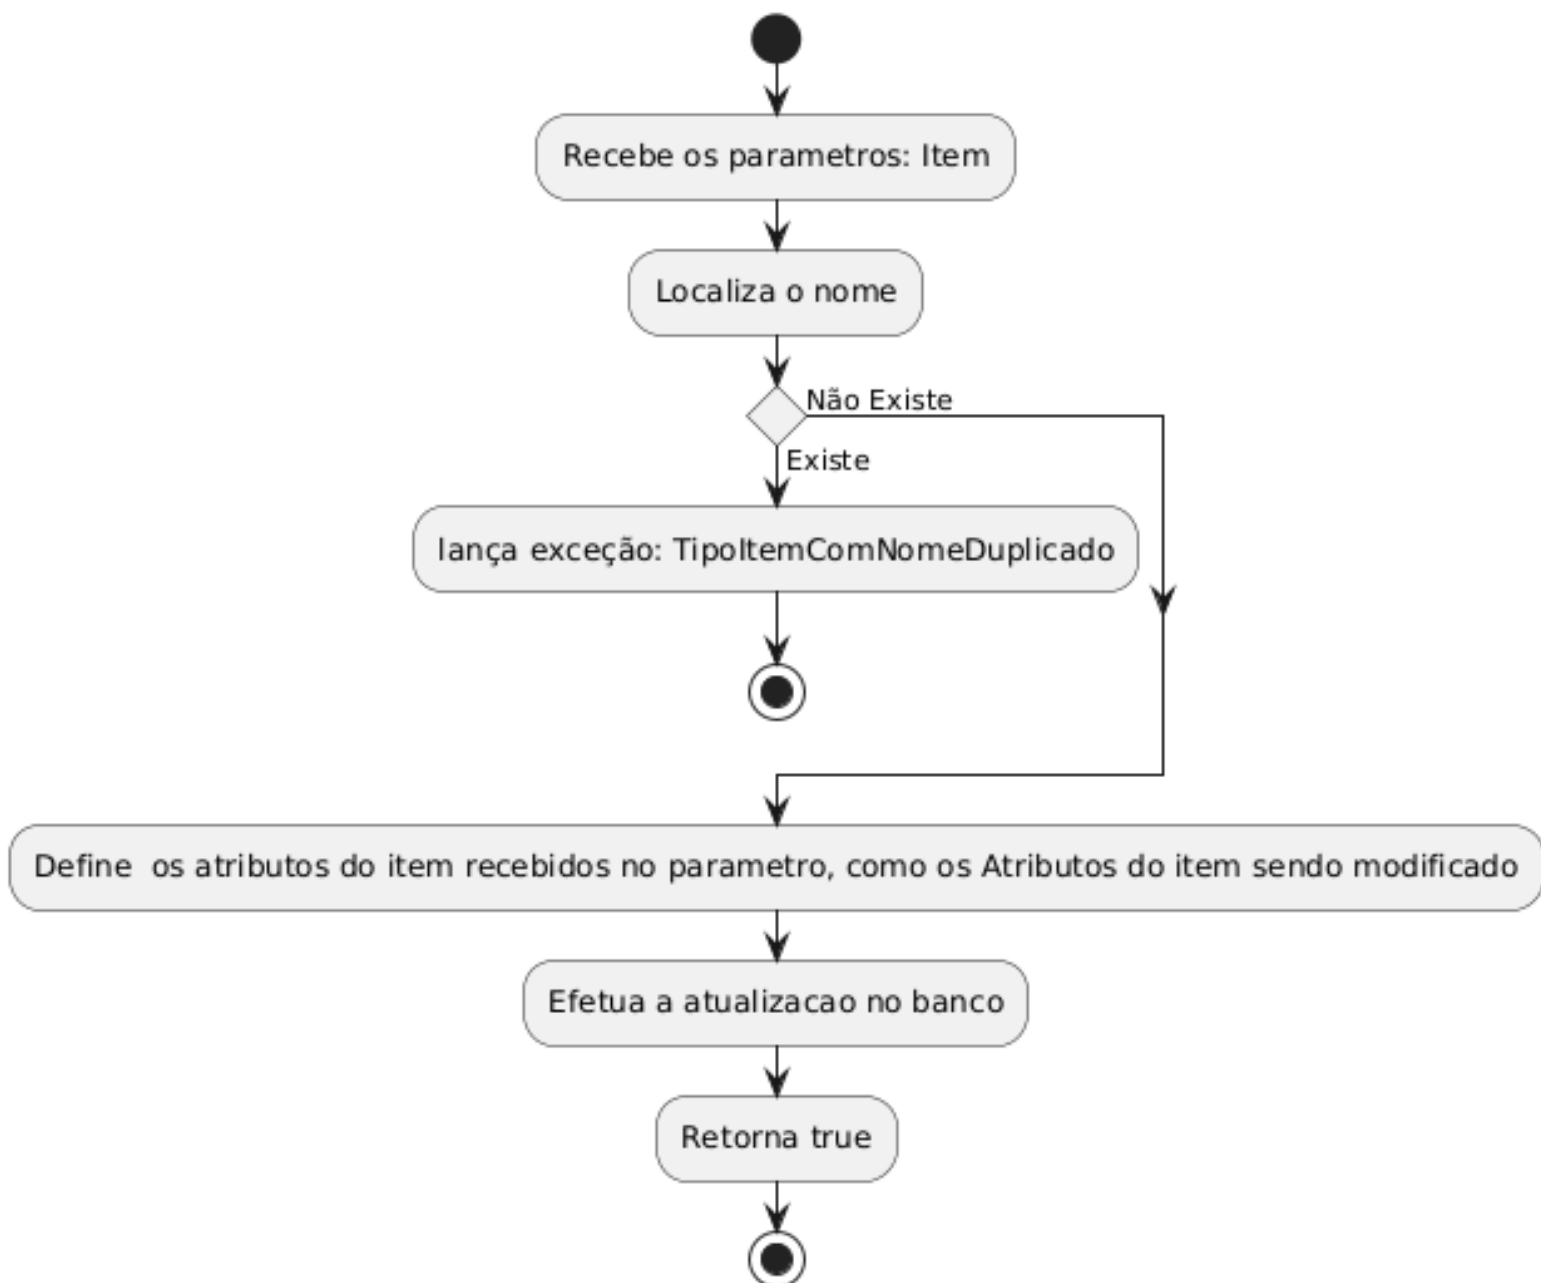 Recebe os parametros: Item
Localiza o nome
Não Existe
Existe
lança exceção: TipoItemComNomeDuplicado
Define  os atributos do item recebidos no parametro, como os Atributos do item sendo modificado
Efetua a atualizacao no banco
Retorna true